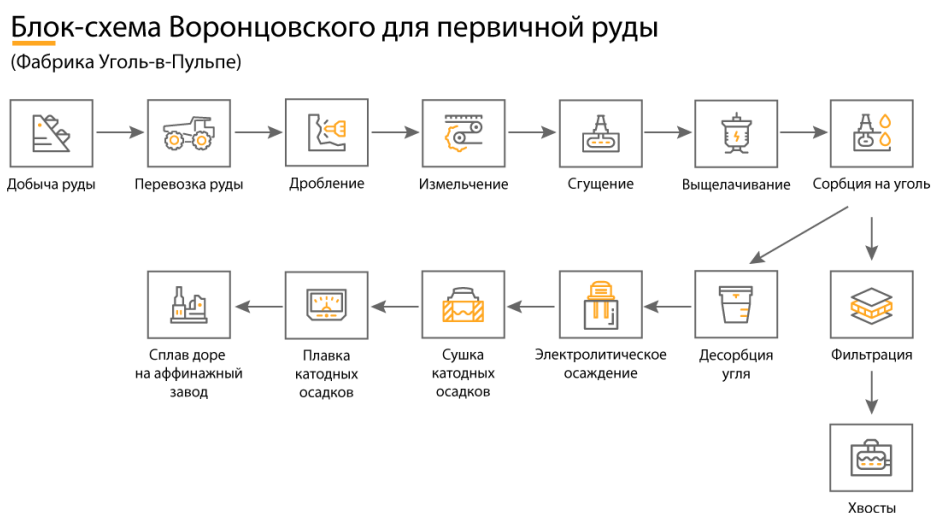 Блок-схема Воронцовского для первичной руды
(Фабрика Уголь-в-Пульпе)
Добыча руды
Перевозка руды
Дробление
Измельчение
Сгущение
Выщелачивание
Сорбция на уголь
Сплав доре
на аффинажный
завод
Плавка
катодных
осадков
Сушка
катодных
осадков
Электролитическое
осаждение
Десорбция
угля
Фильтрация
Хвосты